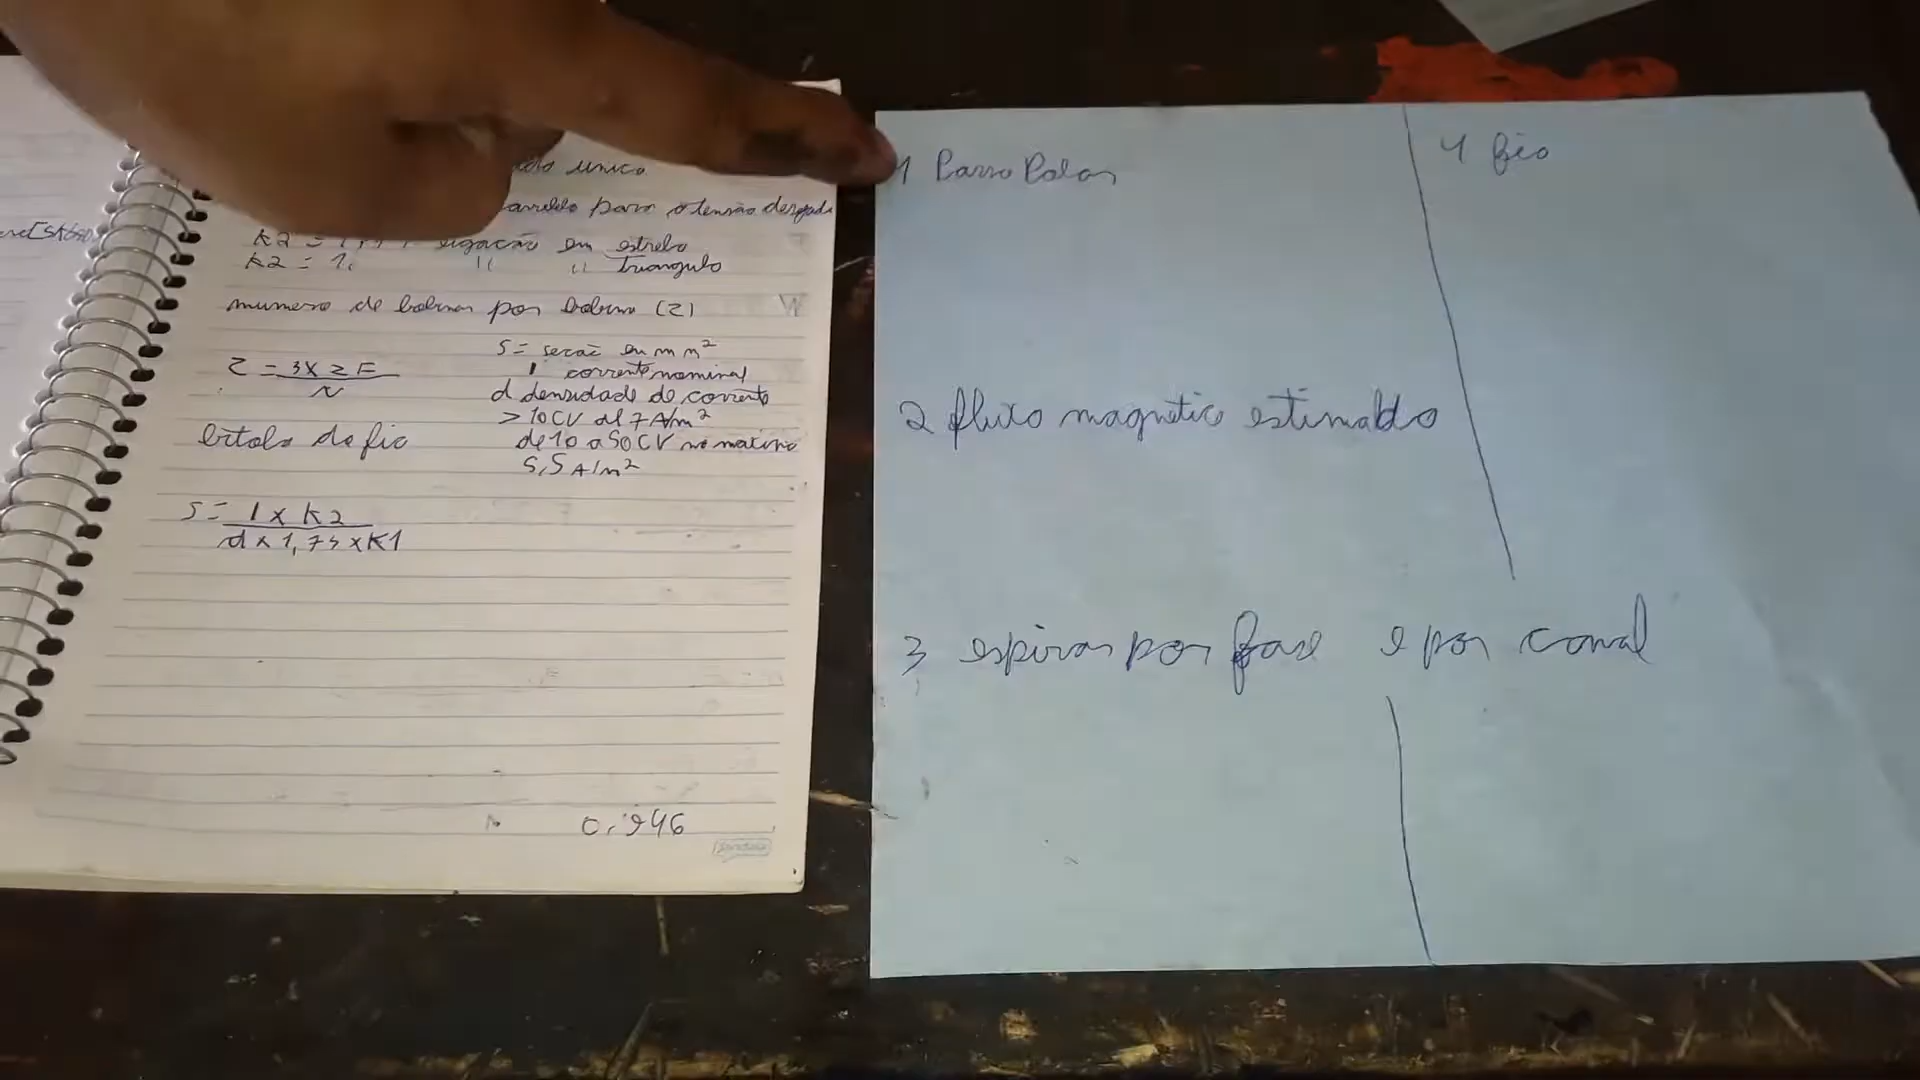 unico
para a tensão
k2 = ligação em estrela
k2 = 1, '' '' triangulo
numero de bobinas por bobina (Z)
Z = 3 x Z F
N
S = seção em mm²
I corrente nominal
d densidade de corrente
> 10 CV d 7 A/m²
de 10 a 50 CV no maximo
5,5 A/m²
bitola do fio
S = I x k2
d x 1,73 x K1
0,946
1 Passo Polar
2 fluxo magnetico estimado
3 espiras por fase e por canal
4 fio